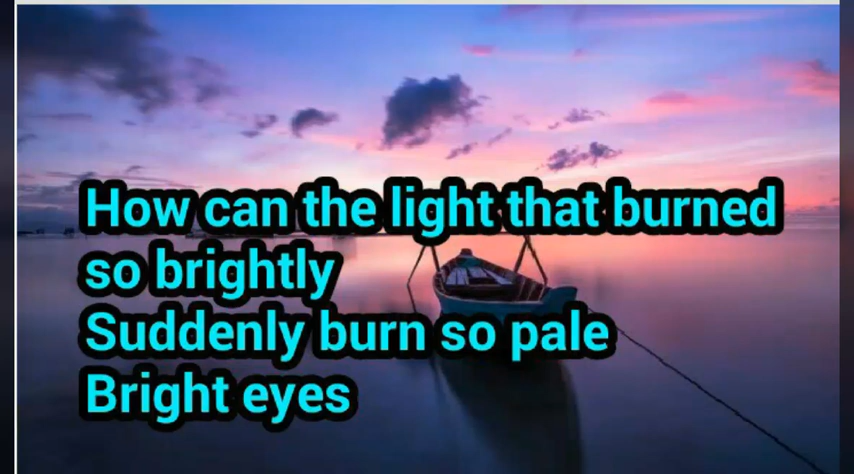 How can the light that burned
so brightly
Suddenly burn so pale
Bright eyes